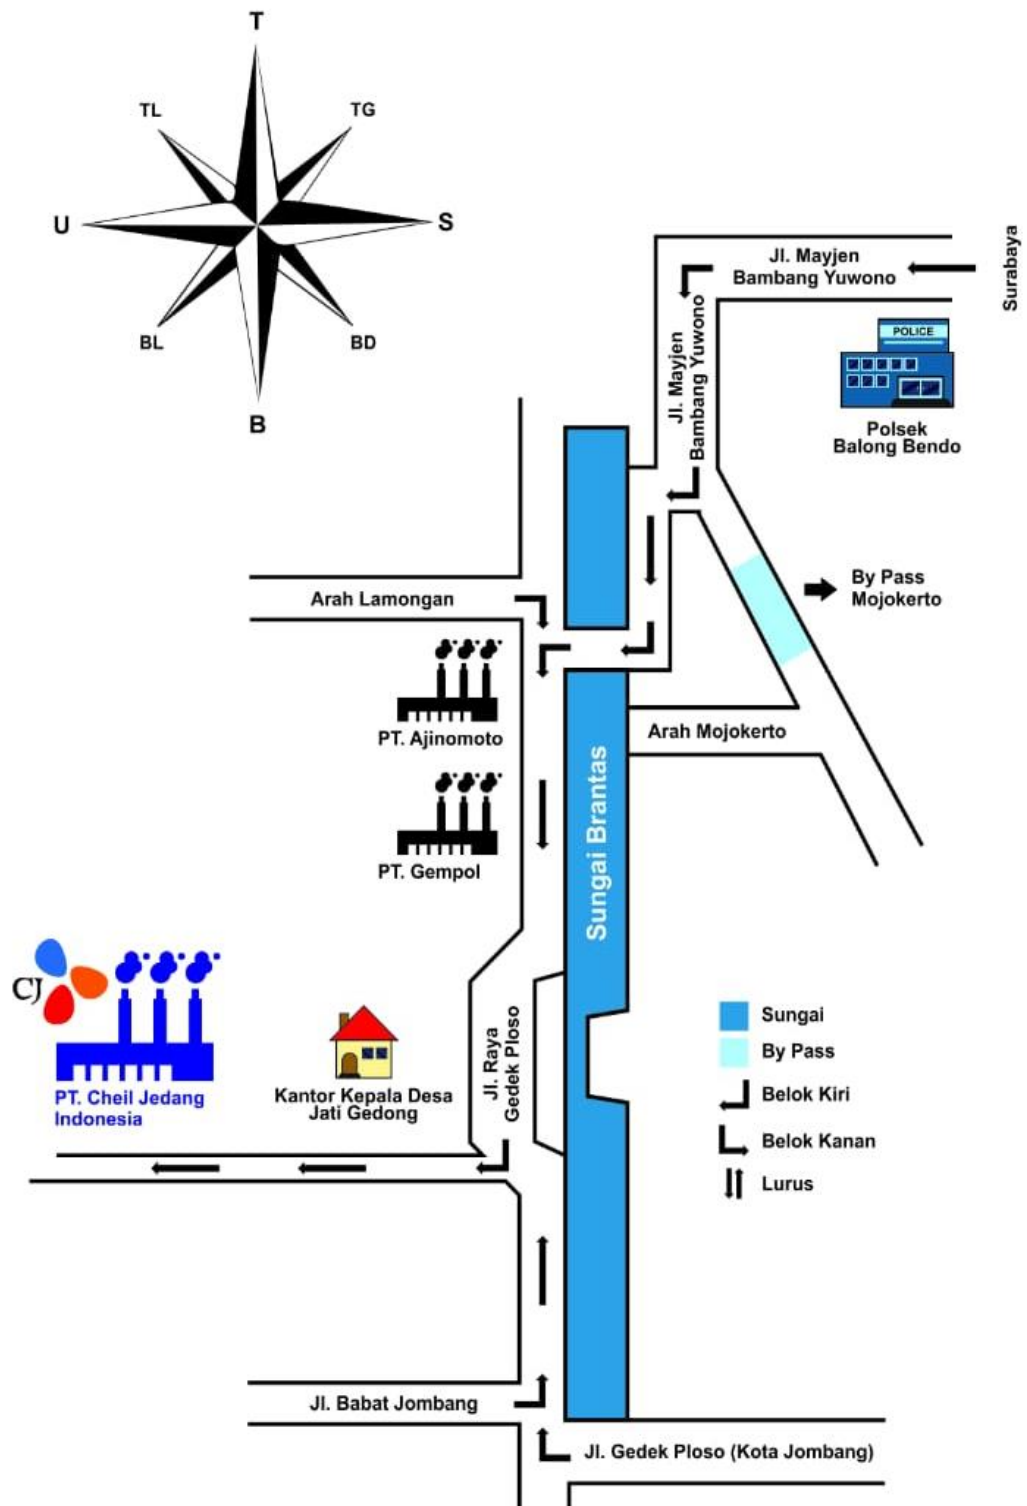 T
TL
TG
U
S
BL
BD
B
Jl. Mayjen
Bambang Yuwono
Surabaya
Jl. Mayjen
Bambang Yuwono
POLICE
Polsek
Balong Bendo
Arah Lamongan
By Pass
Mojokerto
PT. Ajinomoto
Arah Mojokerto
PT. Gempol
Sungai Brantas
CJ
PT. Cheil Jedang
Indonesia
Kantor Kepala Desa
Jati Gedong
Jl. Raya
Gedek Ploso
Sungai
By Pass
Belok Kiri
Belok Kanan
Lurus
Jl. Babat Jombang
Jl. Gedek Ploso (Kota Jombang)